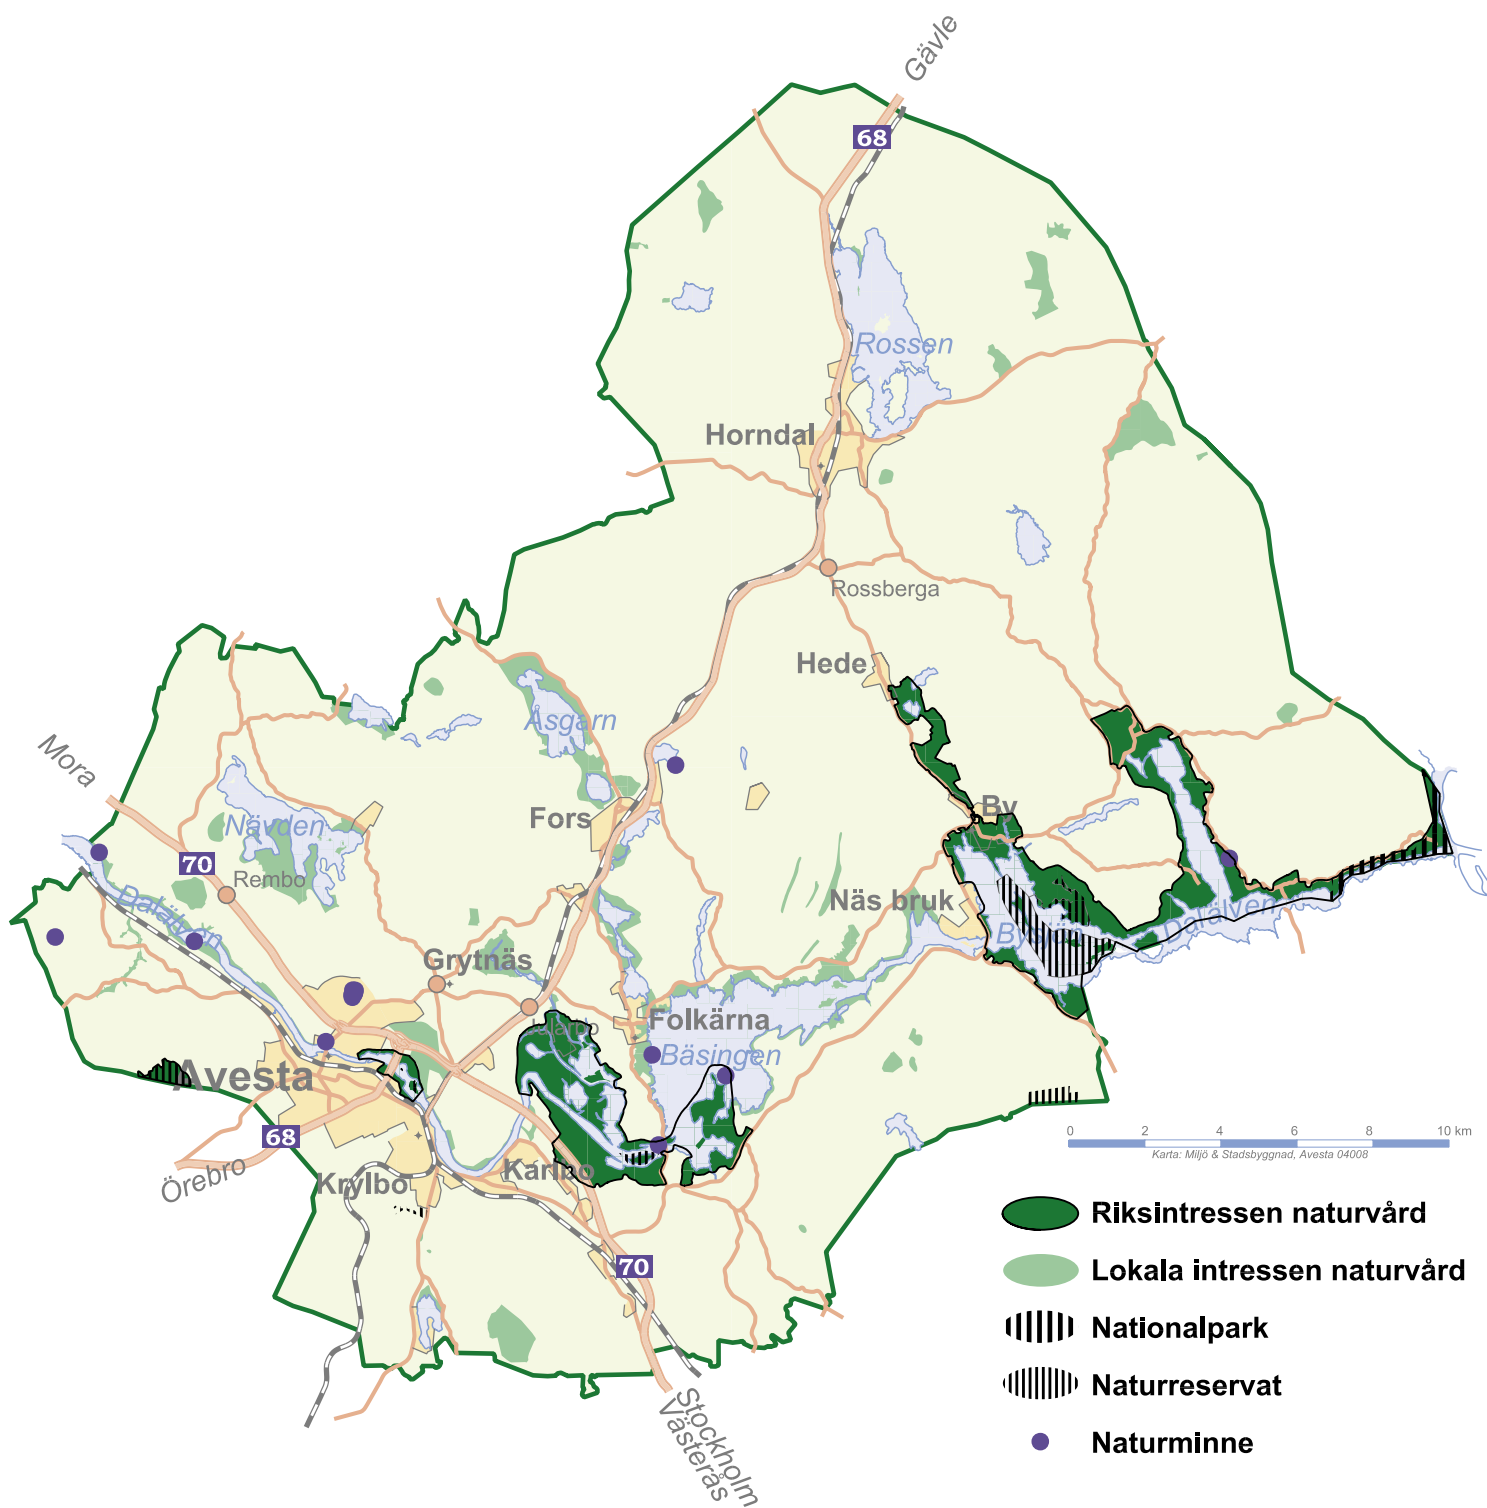 Gävle
68
Rossen
Horndal
Rossberga
Hede
Åsgarn
Mora
By
Fors
Nävden
70
Rembo
Näs bruk
Dalälven
Dalälven
Bysjön
Grytnäs
Jularbo
Folkärna
Bäsingen
Avesta
68
Örebro
Krylbo
Karlbo
70
Stockholm
Västerås
0 2 4 6 8 10 km
Karta: Miljö & Stadsbyggnad, Avesta 04008
Riksintressen naturvård
Lokala intressen naturvård
Nationalpark
Naturreservat
Naturminne